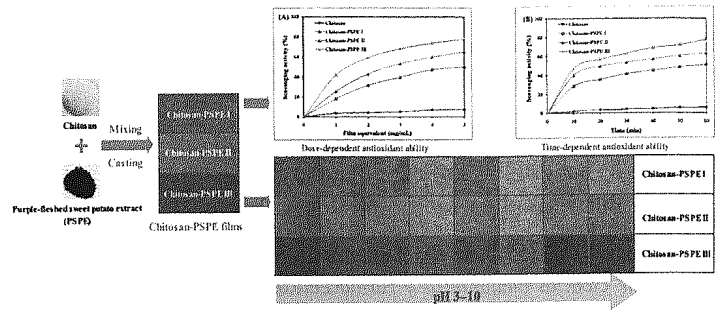 Chitosan
Mixing
Casting
Purple-fleshed sweet potato extract
(PSPE)
Chitosan-PSPE I
Chitosan-PSPE II
Chitosan-PSPE III
Chitosan-PSPE films
(A)
Chitosan
Chitosan-PSPE I
Chitosan-PSPE II
Chitosan-PSPE III
Scavenging activity (%)
Film equivalent (mg/mL)
Dose-dependent antioxidant ability
(B)
Chitosan
Chitosan-PSPE I
Chitosan-PSPE II
Chitosan-PSPE III
Scavenging activity (%)
Time (min)
Time-dependent antioxidant ability
Chitosan-PSPE I
Chitosan-PSPE II
Chitosan-PSPE III
pH 3-10